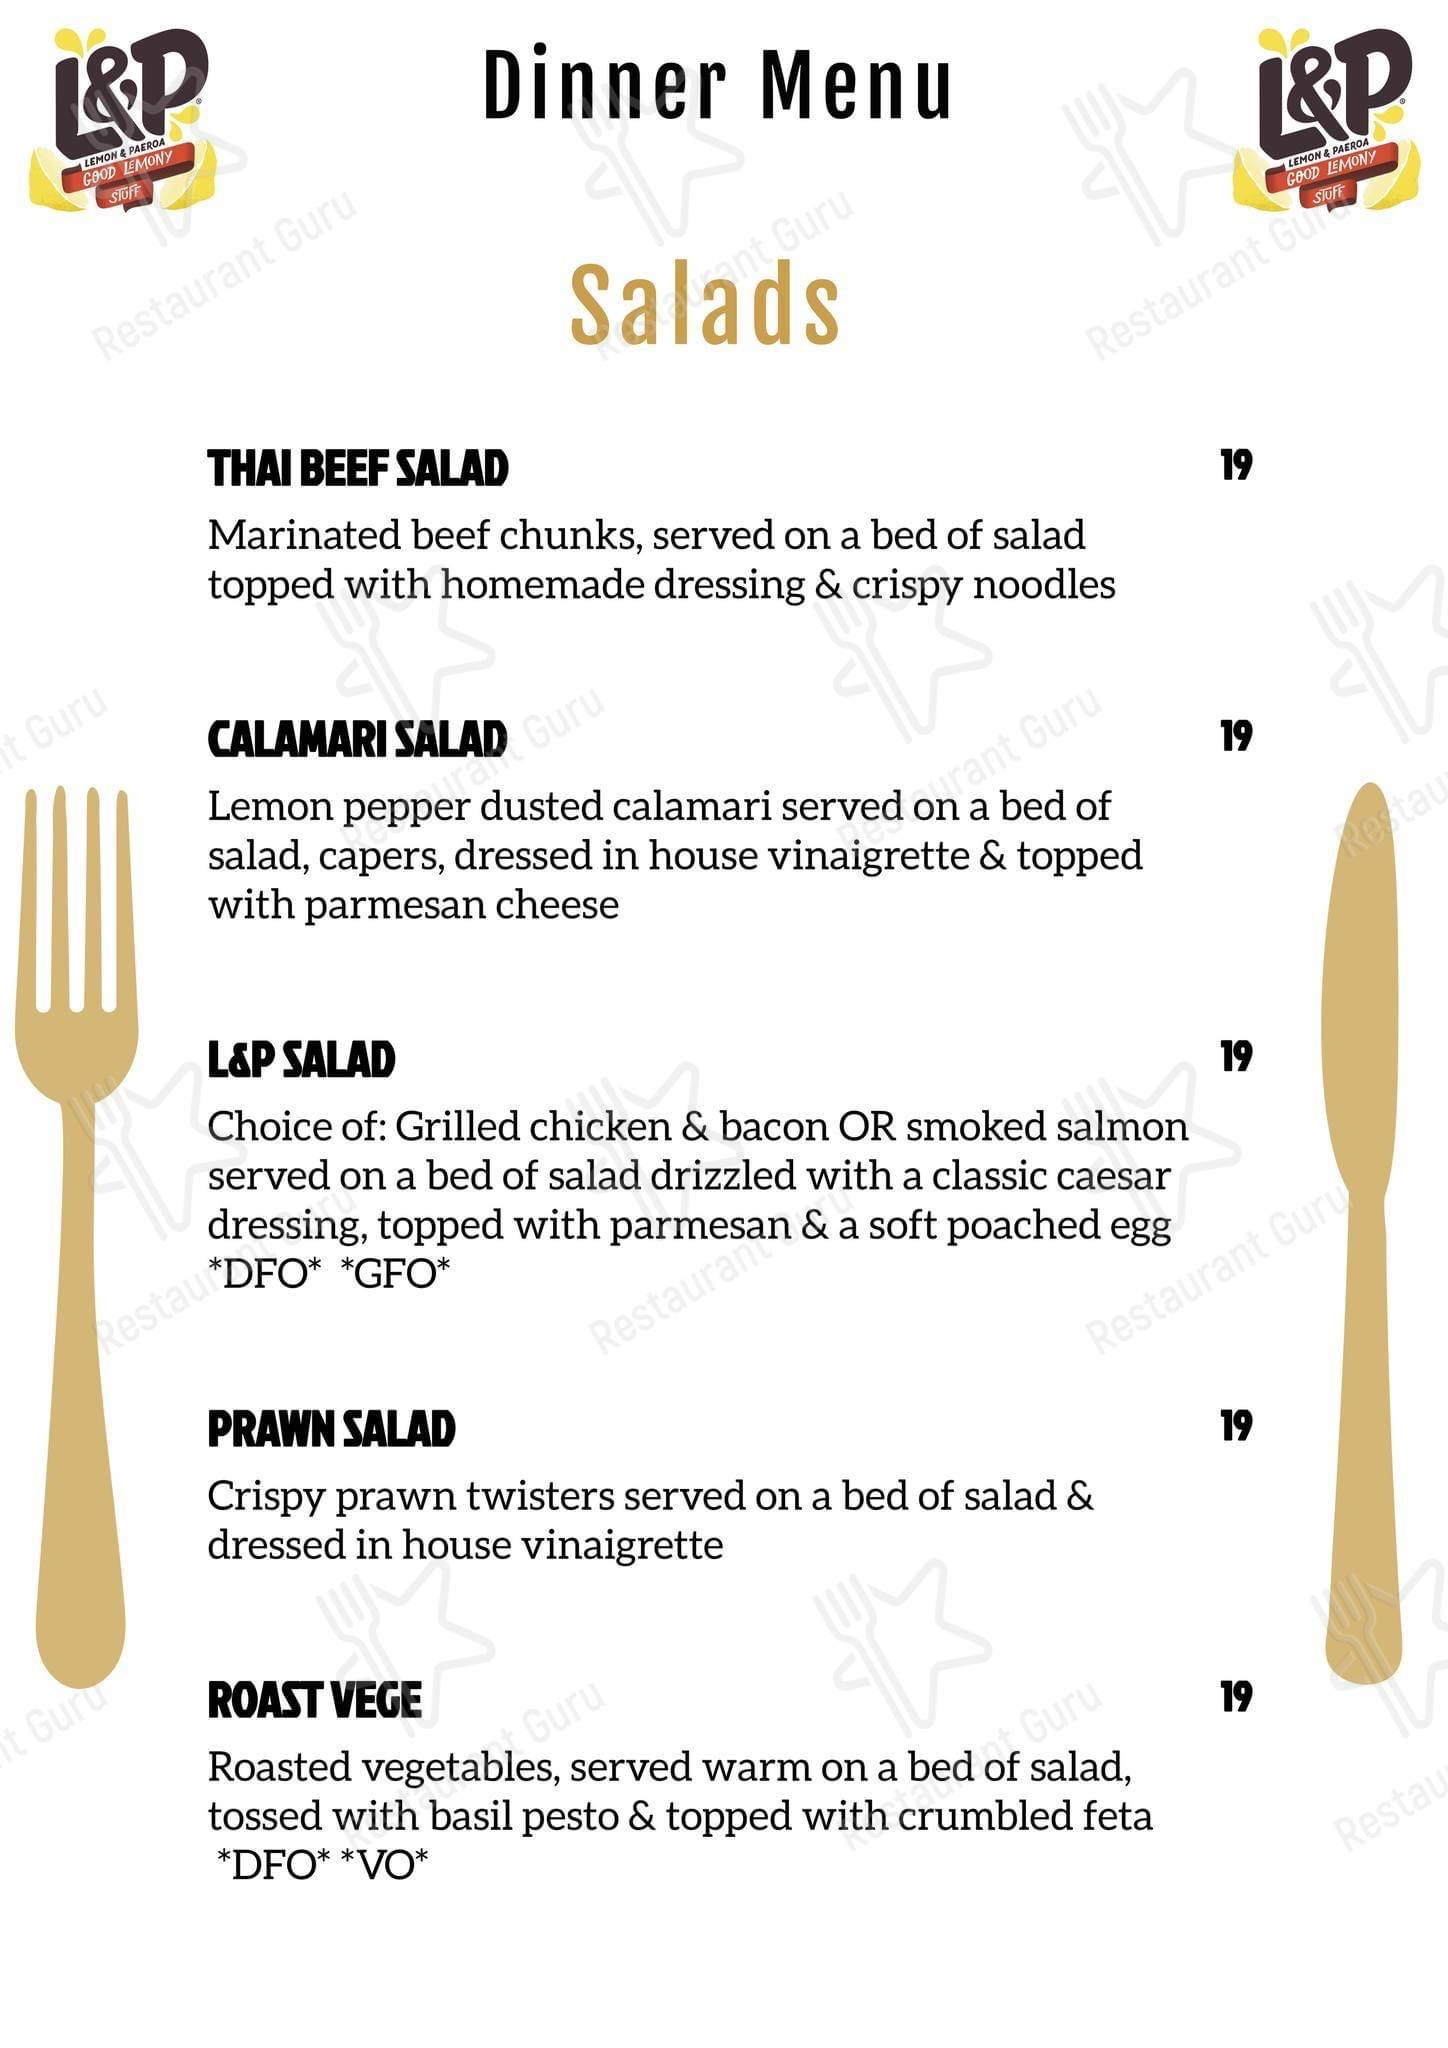 L&P
LEMON & PAEROA
GOOD LEMONY
STUFF
Dinner Menu
L&P
LEMON & PAEROA
GOOD LEMONY
STUFF
Salads
THAI BEEF SALAD 19
Marinated beef chunks, served on a bed of salad
topped with homemade dressing & crispy noodles
CALAMARI SALAD 19
Lemon pepper dusted calamari served on a bed of
salad, capers, dressed in house vinaigrette & topped
with parmesan cheese
L&P SALAD 19
Choice of: Grilled chicken & bacon OR smoked salmon
served on a bed of salad drizzled with a classic caesar
dressing, topped with parmesan & a soft poached egg
*DFO* *GFO*
PRAWN SALAD 19
Crispy prawn twisters served on a bed of salad &
dressed in house vinaigrette
ROAST VEGE 19
Roasted vegetables, served warm on a bed of salad,
tossed with basil pesto & topped with crumbled feta
*DFO* *VO*
Restaurant Guru